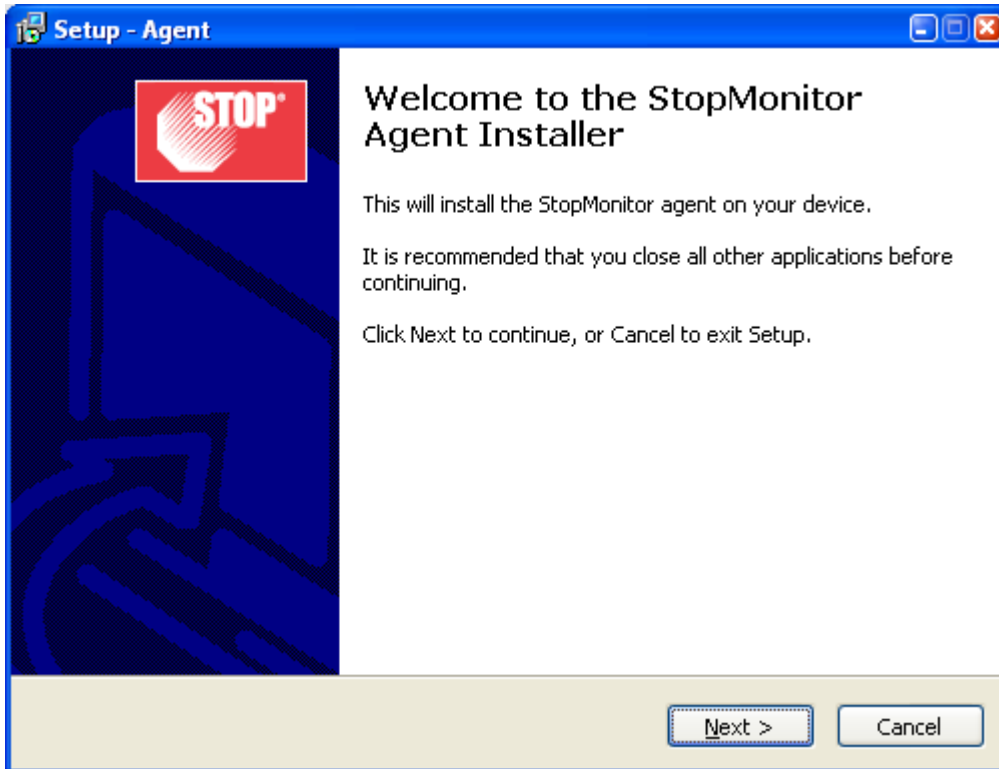 Setup - Agent
STOP®
Welcome to the StopMonitor
Agent Installer
This will install the StopMonitor agent on your device.
It is recommended that you close all other applications before
continuing.
Click Next to continue, or Cancel to exit Setup.
Next >
Cancel